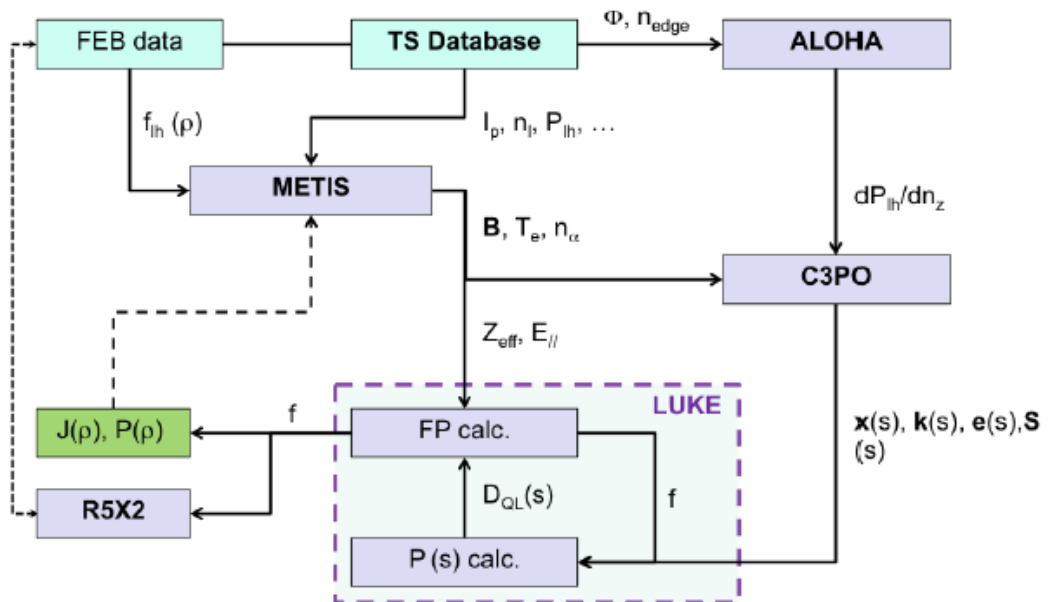 FEB data
TS Database
Φ, n_edge
ALOHA
f_lh (ρ)
I_p, n_l, P_lh, ...
METIS
dP_lh/dn_z
B, T_e, n_α
C3PO
Z_eff, E_//
LUKE
J(ρ), P(ρ)
f
FP calc.
x(s), k(s), e(s),S
(s)
R5X2
D_QL(s)
f
P (s) calc.